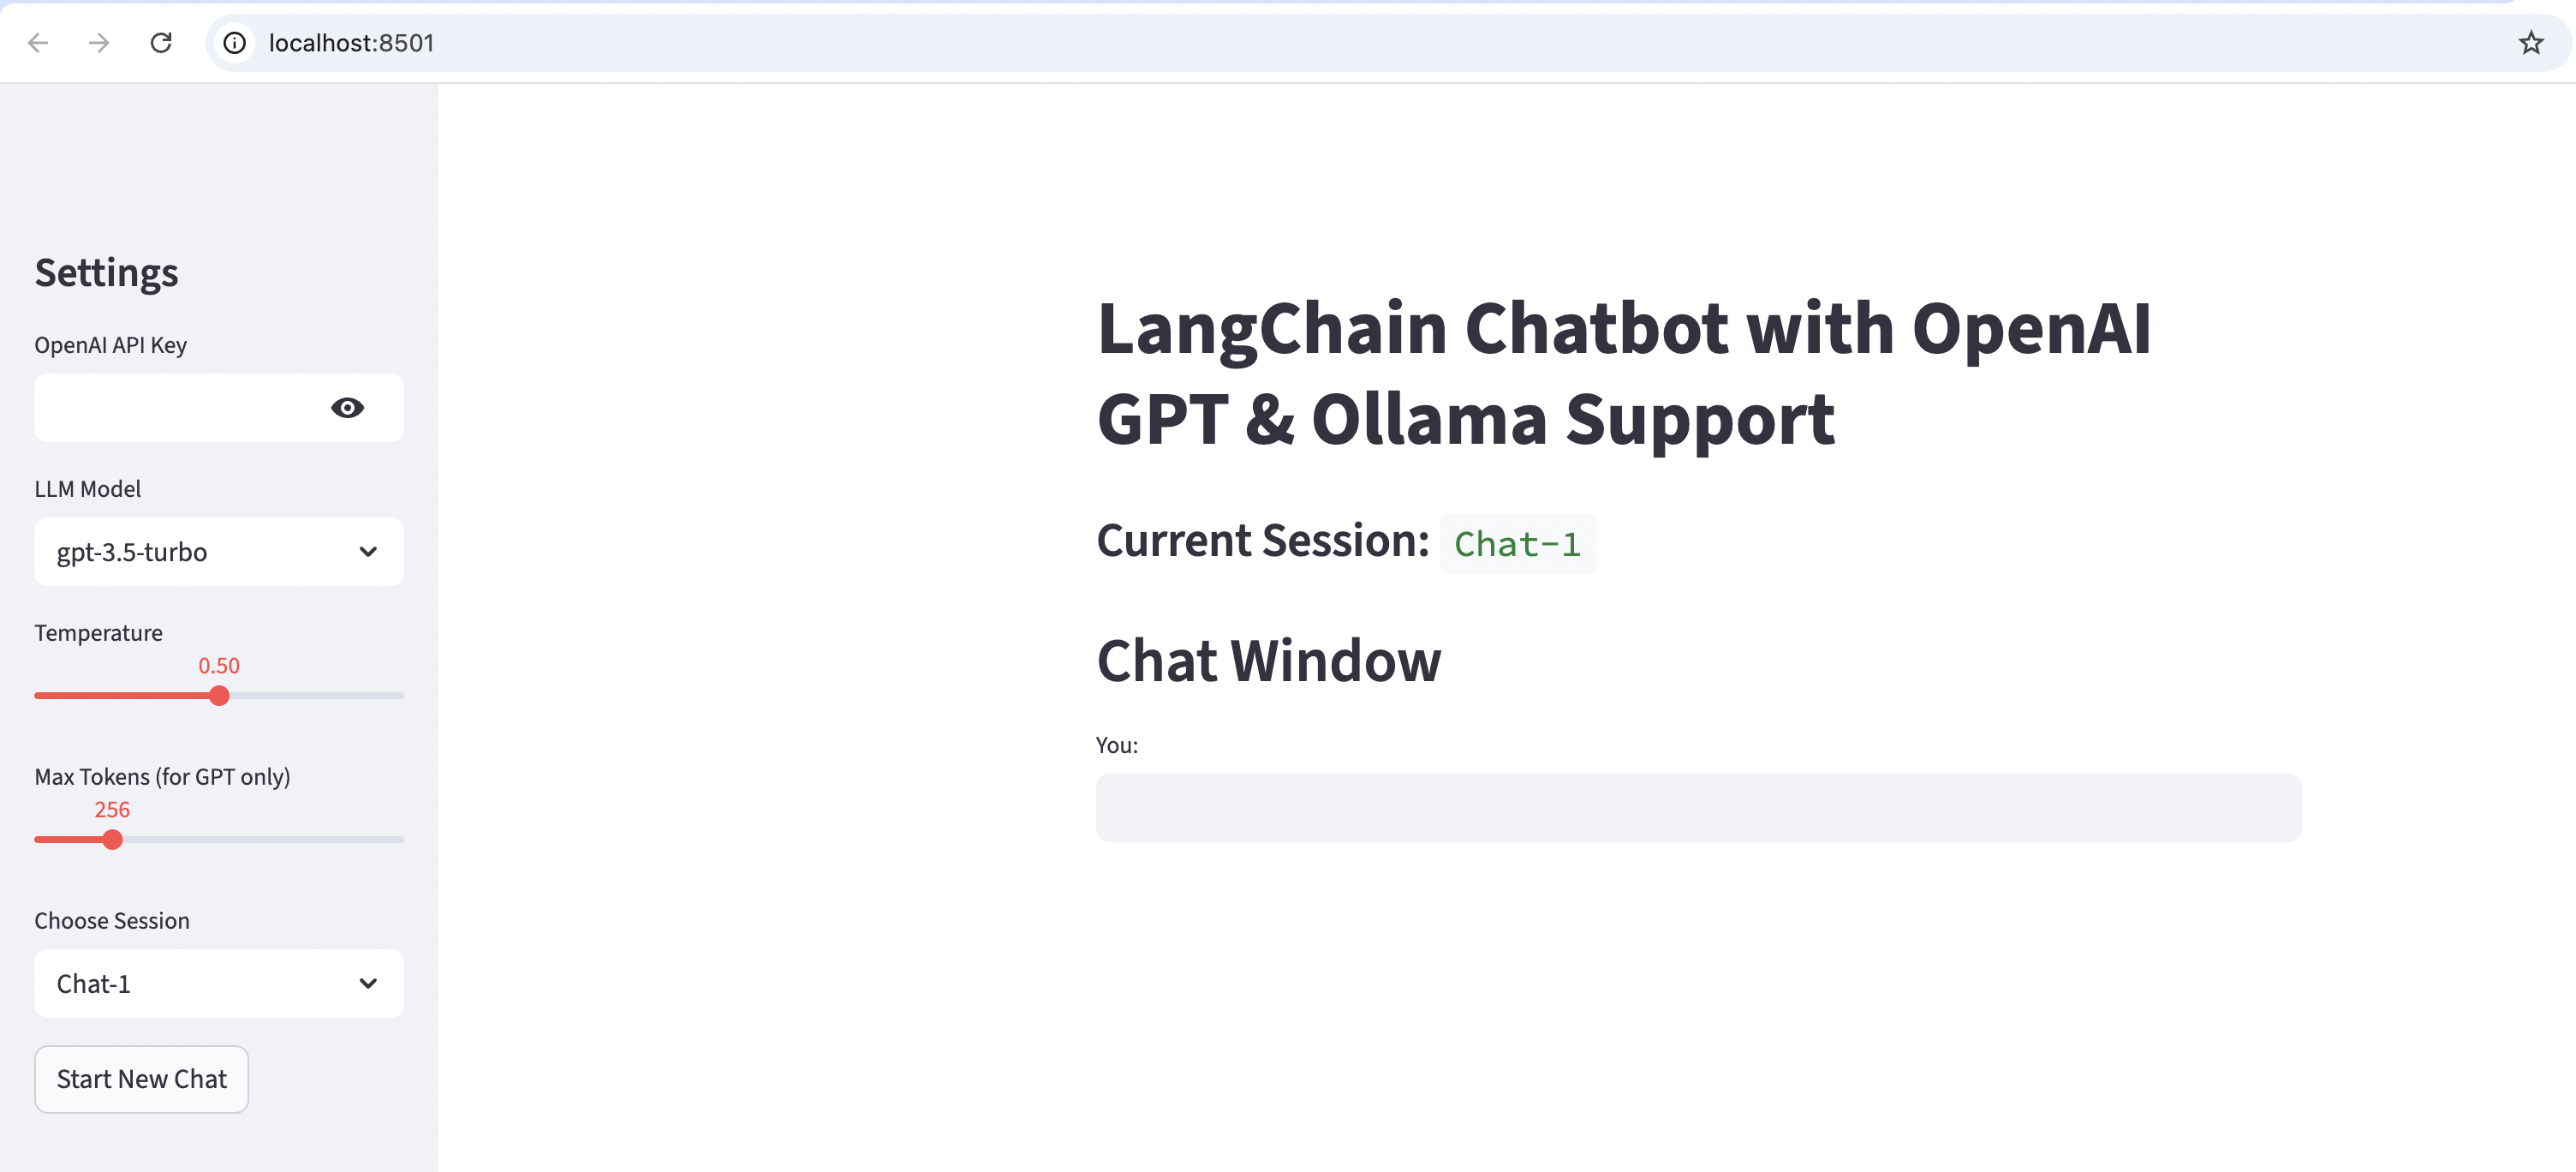 localhost:8501
Settings
OpenAI API Key
LLM Model
gpt-3.5-turbo
Temperature
0.50
Max Tokens (for GPT only)
256
Choose Session
Chat-1
Start New Chat
LangChain Chatbot with OpenAI
GPT & Ollama Support
Current Session: Chat-1
Chat Window
You: